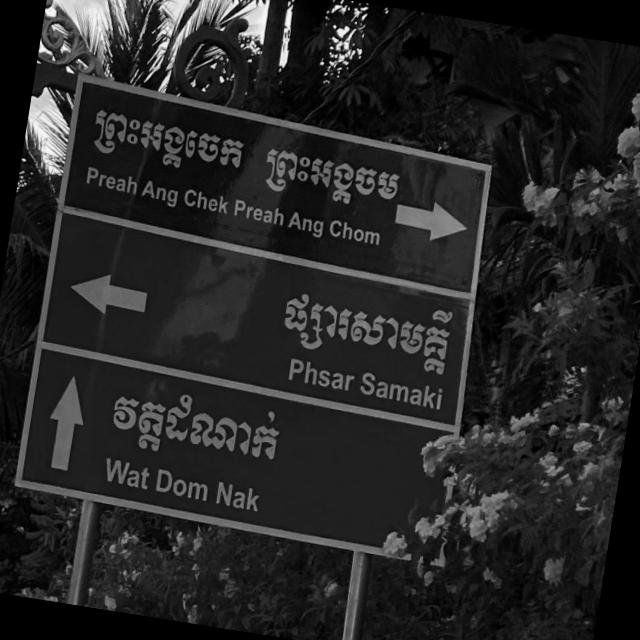 ព្រះអង្គចេក ព្រះអង្គចម
Preah Ang Chek Preah Ang Chom
ផ្សារសាមគ្គី
Phsar Samaki
វត្តដំណាក់
Wat Dom Nak